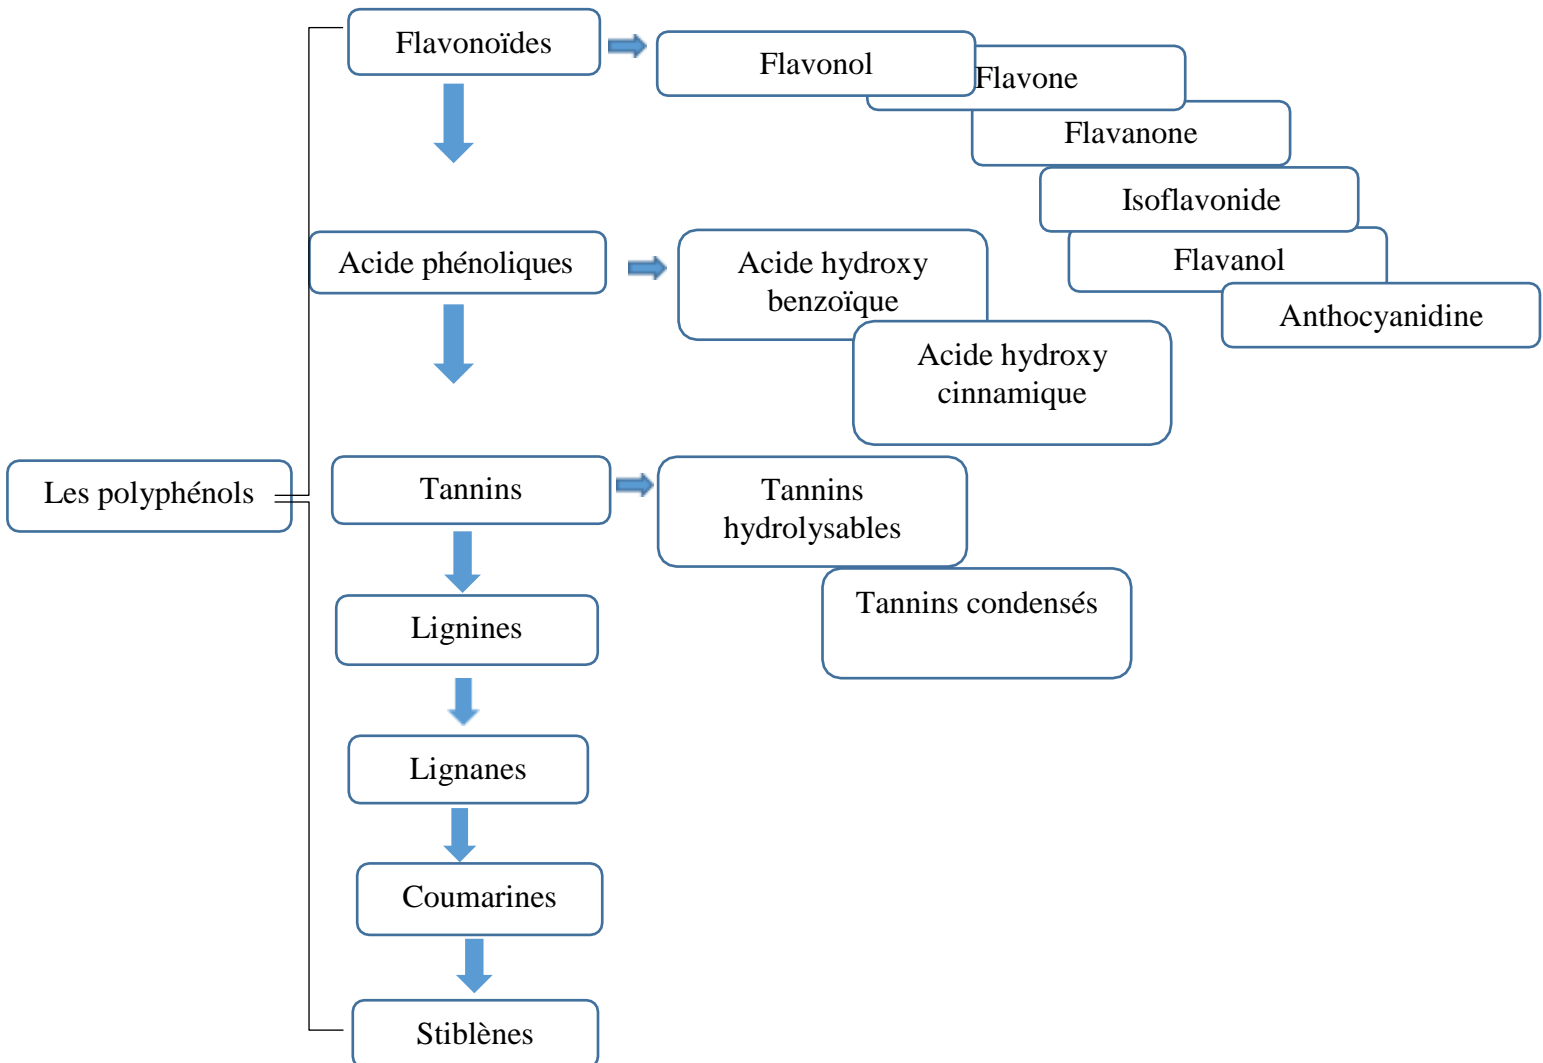 Flavonoïdes
Flavonol
Flavone
Flavanone
Isoflavonide
Flavanol
Anthocyanidine
Acide phénoliques
Acide hydroxy
benzoïque
Acide hydroxy
cinnamique
Les polyphénols
Tannins
Tannins
hydrolysables
Tannins condensés
Lignines
Lignanes
Coumarines
Stiblènes